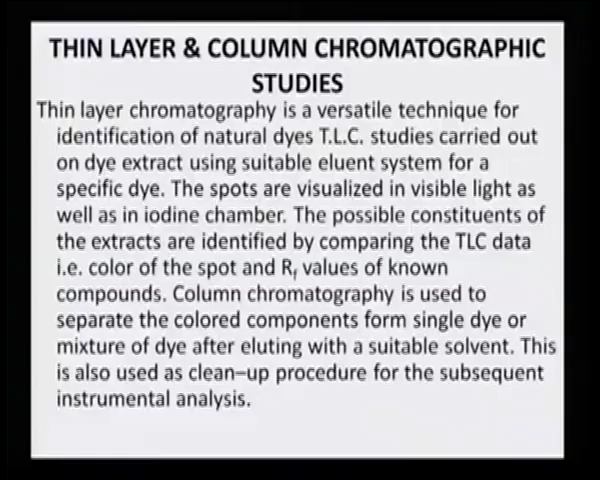 THIN LAYER & COLUMN CHROMATOGRAPHIC
STUDIES
Thin layer chromatography is a versatile technique for
identification of natural dyes T.L.C. studies carried out
on dye extract using suitable eluent system for a
specific dye. The spots are visualized in visible light as
well as in iodine chamber. The possible constituents of
the extracts are identified by comparing the TLC data
i.e. color of the spot and Rf values of known
compounds. Column chromatography is used to
separate the colored components form single dye or
mixture of dye after eluting with a suitable solvent. This
is also used as clean–up procedure for the subsequent
instrumental analysis.